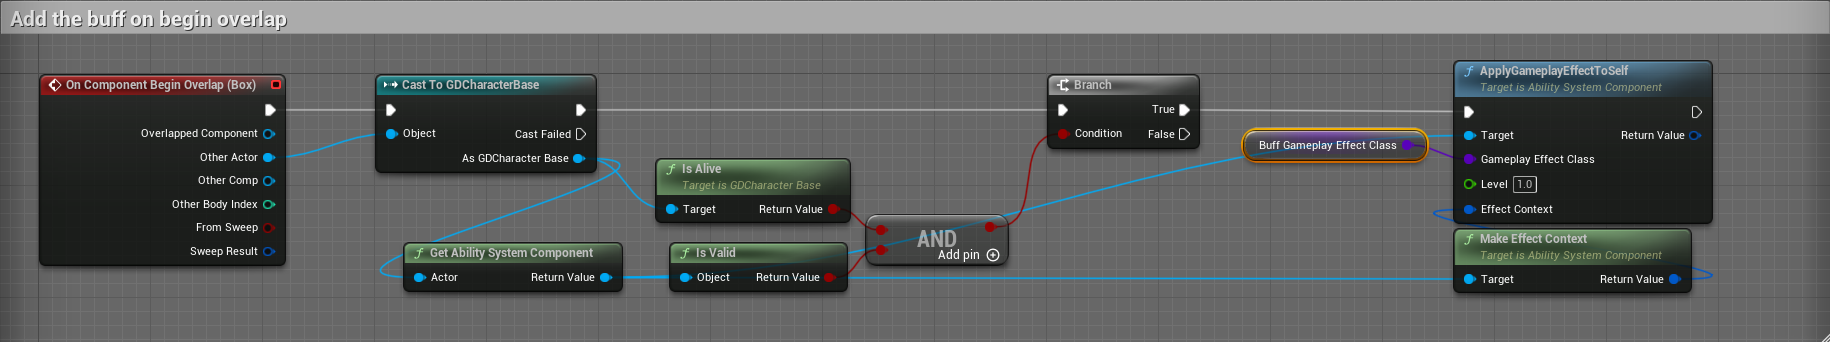 Add the buff on begin overlap
On Component Begin Overlap (Box)
Overlapped Component
Other Actor
Other Comp
Other Body Index
From Sweep
Sweep Result
Cast To GDCharacterBase
Object
Cast Failed
As GDCharacter Base
Is Alive
Target is GDCharacter Base
Target Return Value
Get Ability System Component
Actor Return Value
Is Valid
Object Return Value
AND
Add pin
Branch
True
Condition False
Buff Gameplay Effect Class
ApplyGameplayEffectToSelf
Target is Ability System Component
Target Return Value
Gameplay Effect Class
Level 1.0
Effect Context
Make Effect Context
Target is Ability System Component
Target Return Value